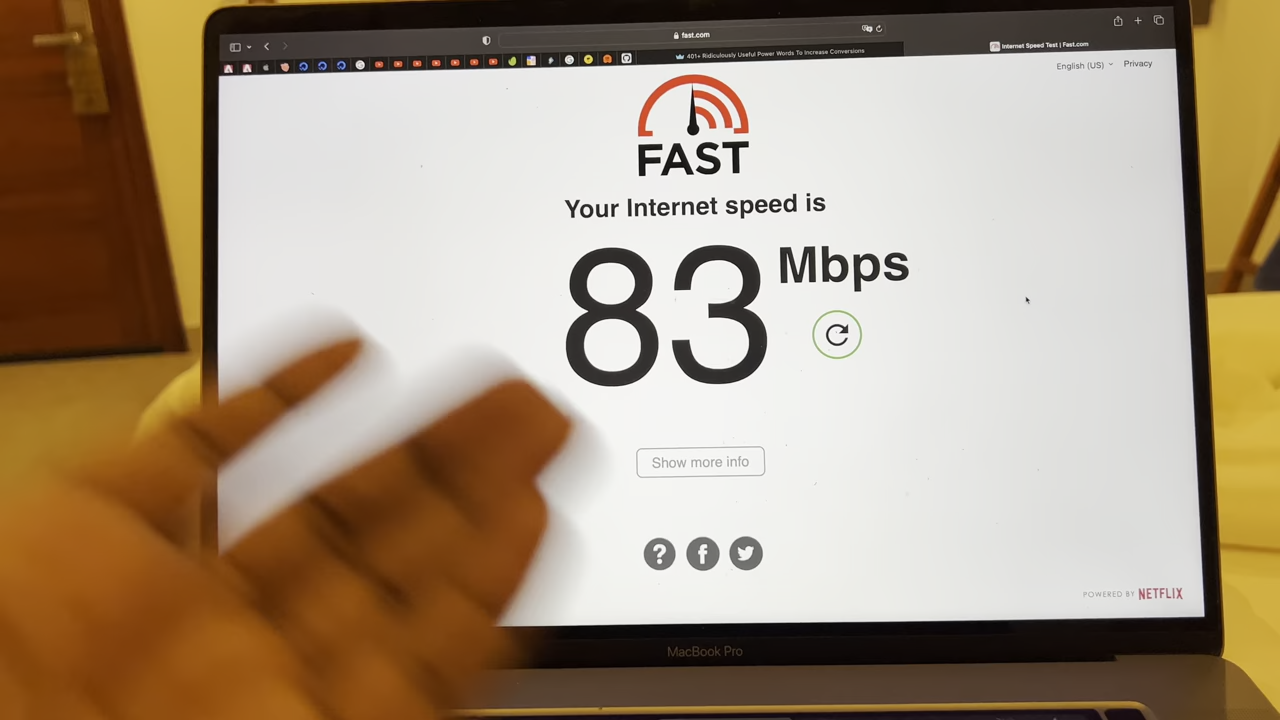 fast.com
401+ Ridiculously Useful Power Words To Increase Conversions
Internet Speed Test | Fast.com
English (US)
Privacy
FAST
Your Internet speed is
83 Mbps
Show more info
POWERED BY NETFLIX
MacBook Pro